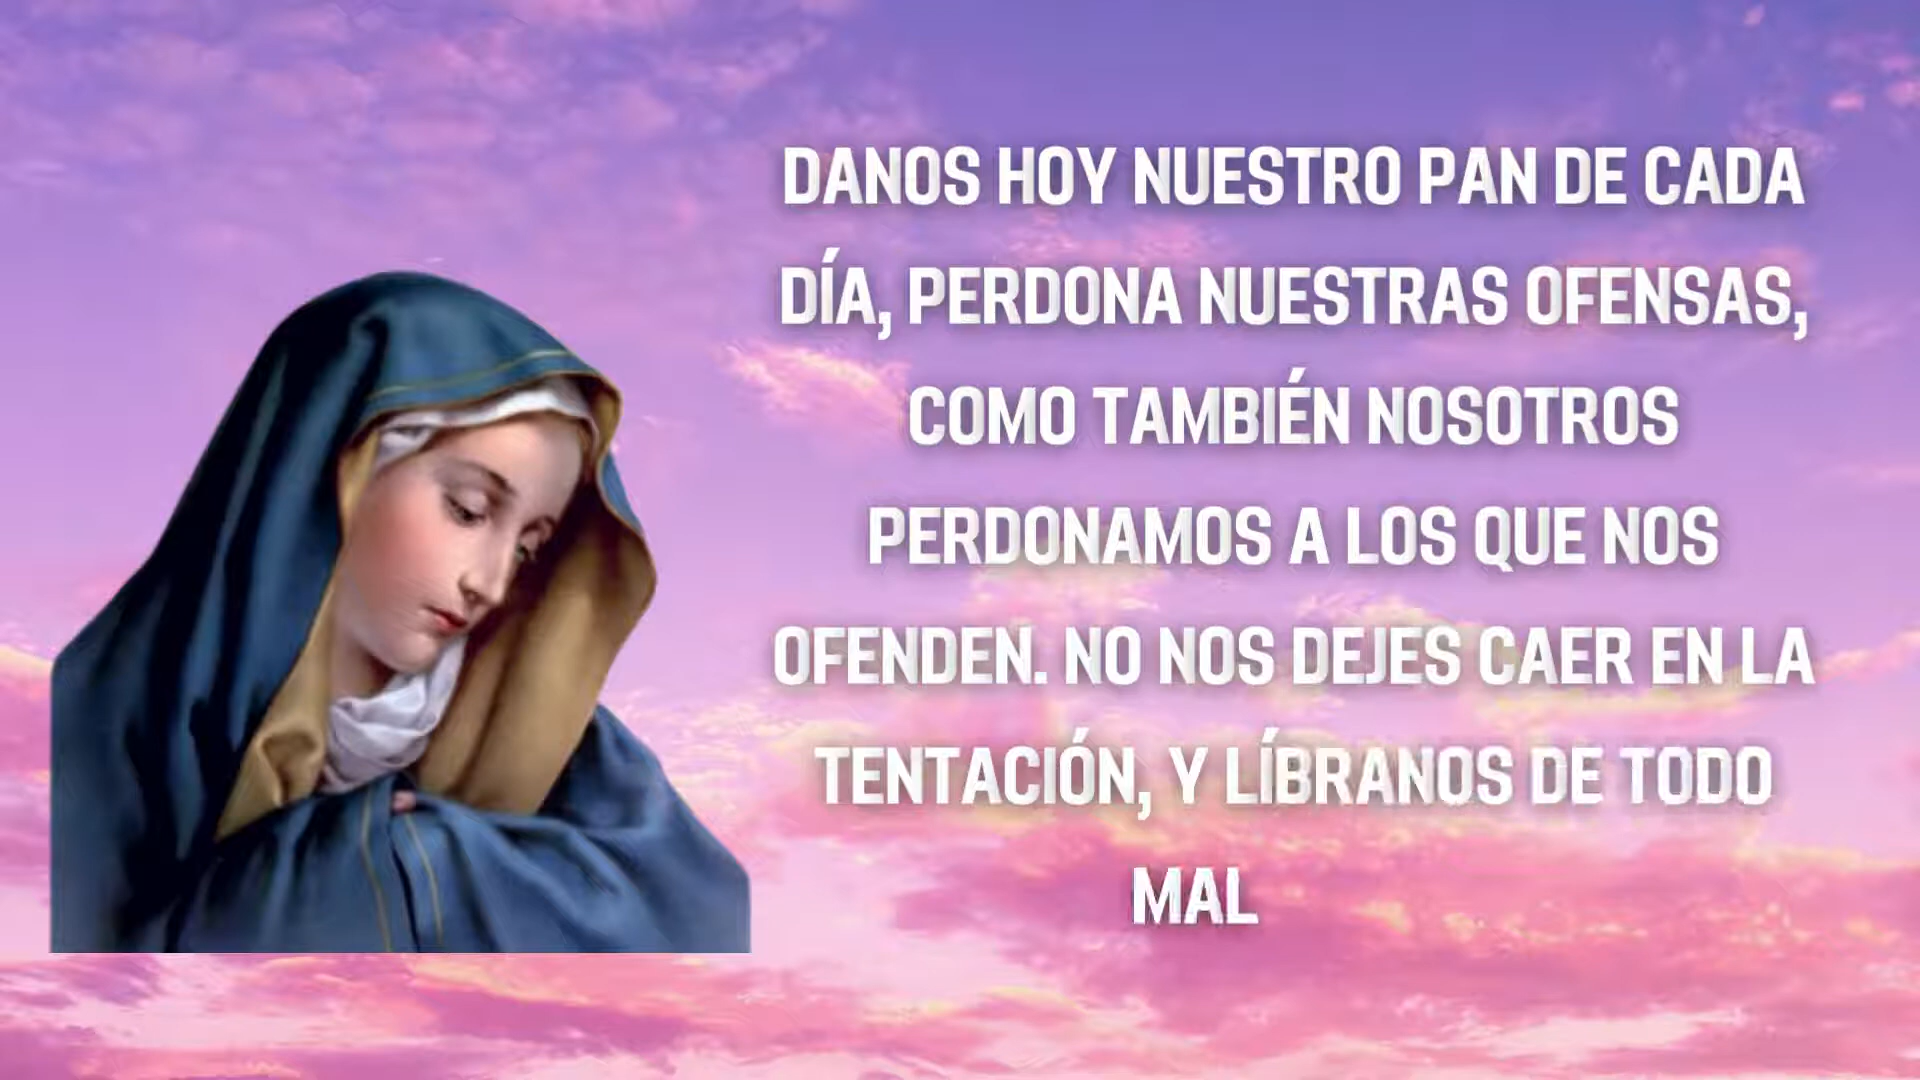 DANOS HOY NUESTRO PAN DE CADA
DÍA, PERDONA NUESTRAS OFENSAS,
COMO TAMBIÉN NOSOTROS
PERDONAMOS A LOS QUE NOS
OFENDEN. NO NOS DEJES CAER EN LA
TENTACIÓN, Y LÍBRANOS DE TODO
MAL